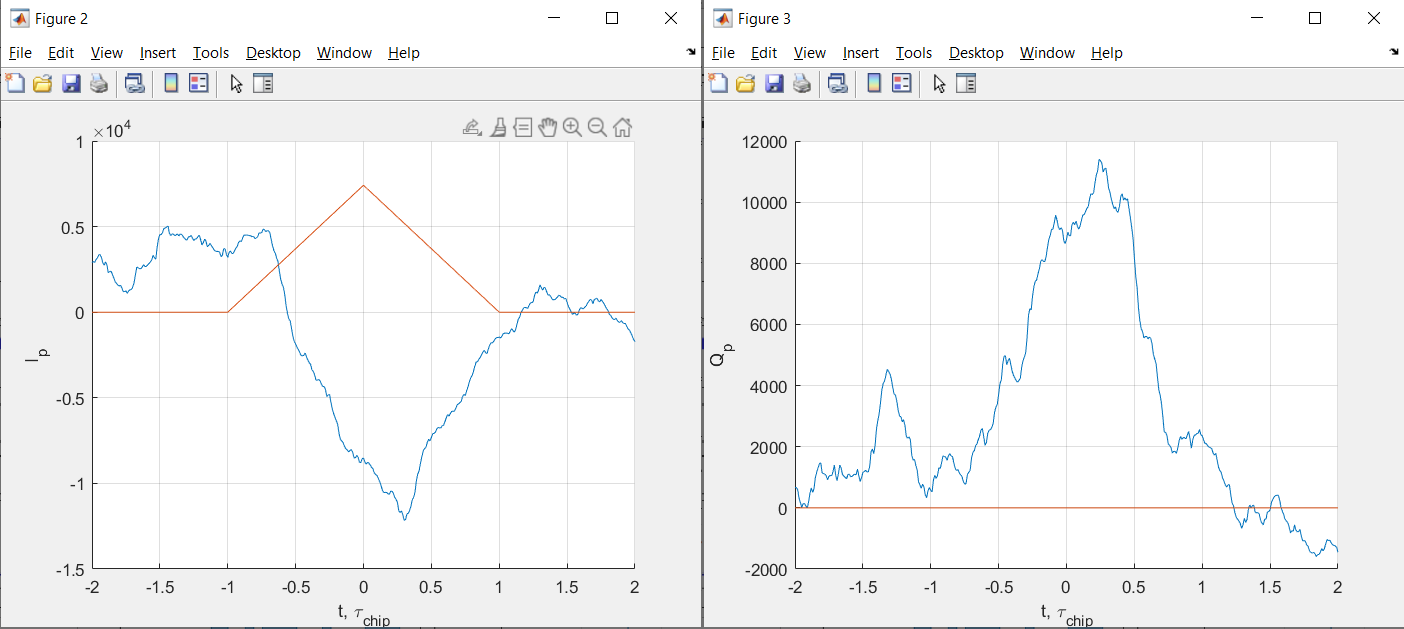 Figure 2
File Edit View Insert Tools Desktop Window Help
×10⁴
1
0.5
0
-0.5
-1
-1.5
I_p
-2 -1.5 -1 -0.5 0 0.5 1 1.5 2
t, τ_chip
Figure 3
File Edit View Insert Tools Desktop Window Help
12000
10000
8000
6000
4000
2000
0
-2000
Q_p
-2 -1.5 -1 -0.5 0 0.5 1 1.5 2
t, τ_chip